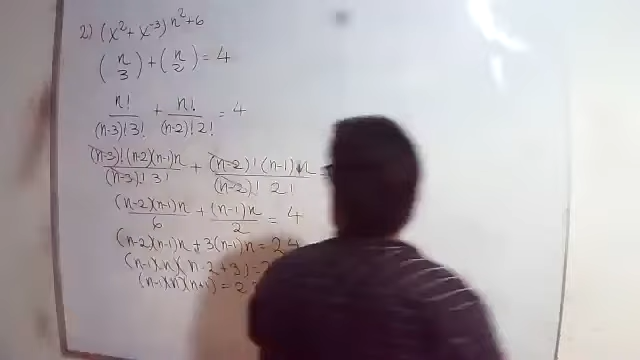 2) (x² + x⁻³)ⁿ²⁺⁶
(n 3) + (n 2) = 4
n!/(n-3)!3! + n!/(n-2)!2! = 4
(n-3)!(n-2)(n-1)n/(n-3)!3! + (n-2)!(n-1)n/(n-2)!2!
(n-2)(n-1)n/6 + (n-1)n/2 = 4
(n-2)(n-1)n + 3(n-1)n = 24
(n-1)n(n-2+3) =
(n-1)n(n+1) =